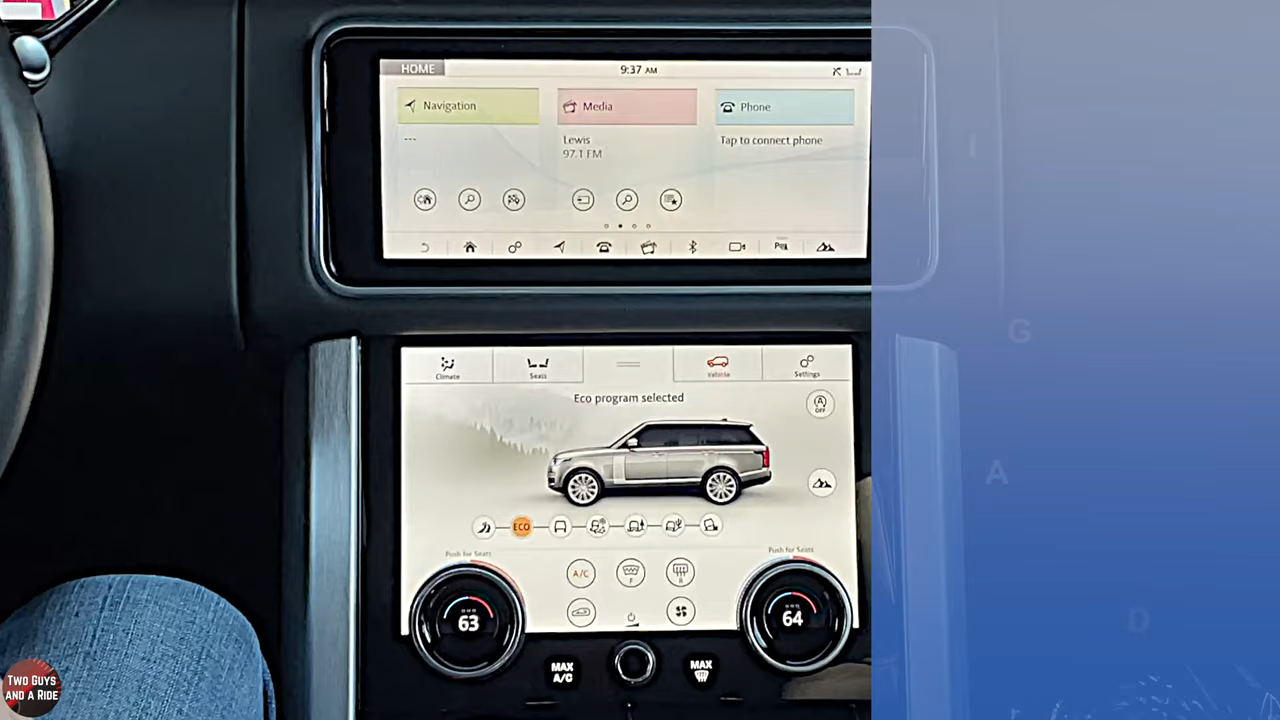 HOME
9:37 AM
Navigation
Media
Phone
---
Lewis
97.1 FM
Tap to connect phone
Climate
Seats
Vehicle
Settings
Eco program selected
OFF
ECO
Push for Seats
Push for Seats
A/C
F
R
63
64
MAX
A/C
MAX
TWO GUYS
AND A RIDE
I
G
A
D